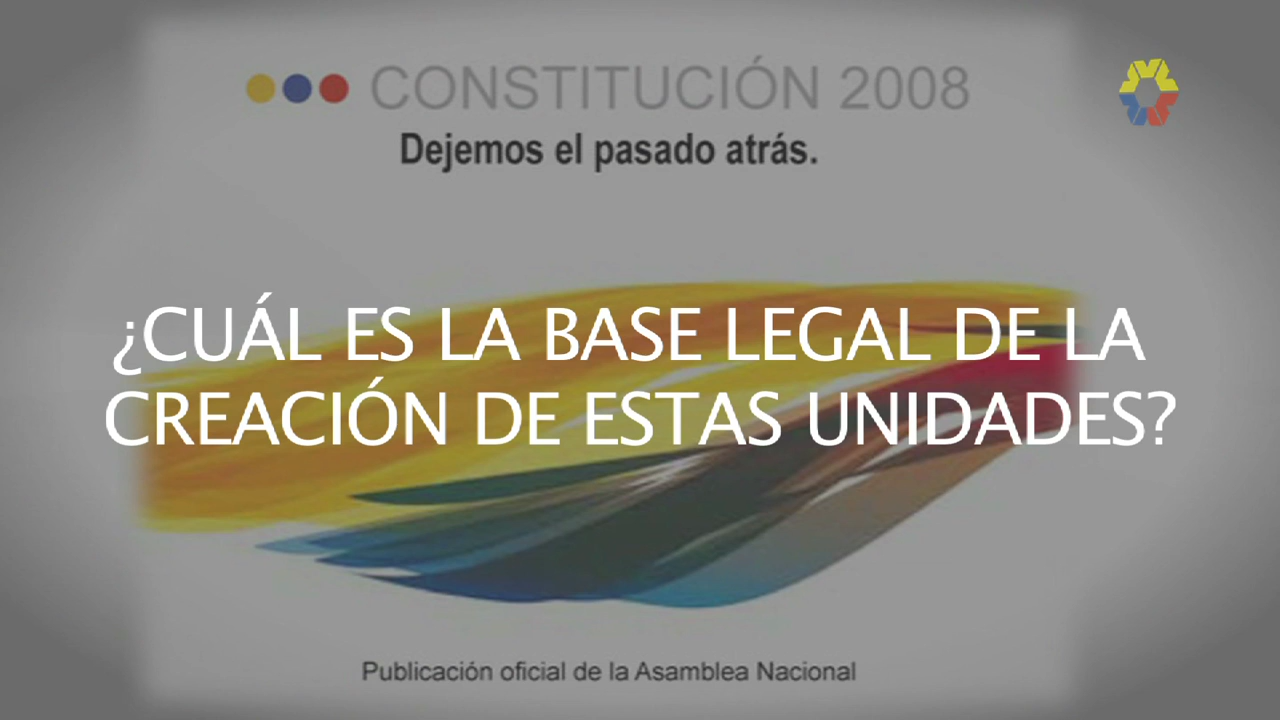 CONSTITUCIÓN 2008
Dejemos el pasado atrás.
¿CUÁL ES LA BASE LEGAL DE LA
CREACIÓN DE ESTAS UNIDADES?
Publicación oficial de la Asamblea Nacional